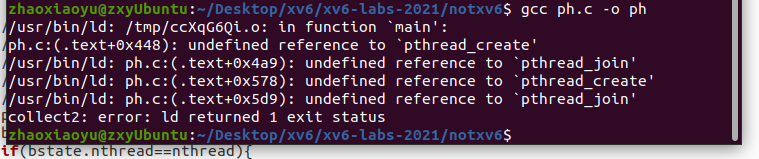 zhaoxiaoyu@zxyUbuntu:~/Desktop/xv6/xv6-labs-2021/notxv6$ gcc ph.c -o ph
//usr/bin/ld: /tmp/ccXqG6Qi.o: in function `main':
ph.c:(.text+0x448): undefined reference to `pthread_create'
//usr/bin/ld: ph.c:(.text+0x4a9): undefined reference to `pthread_join'
//usr/bin/ld: ph.c:(.text+0x578): undefined reference to `pthread_create'
//usr/bin/ld: ph.c:(.text+0x5d9): undefined reference to `pthread_join'
collect2: error: ld returned 1 exit status
zhaoxiaoyu@zxyUbuntu:~/Desktop/xv6/xv6-labs-2021/notxv6$
if(bstate.nthread==nthread){